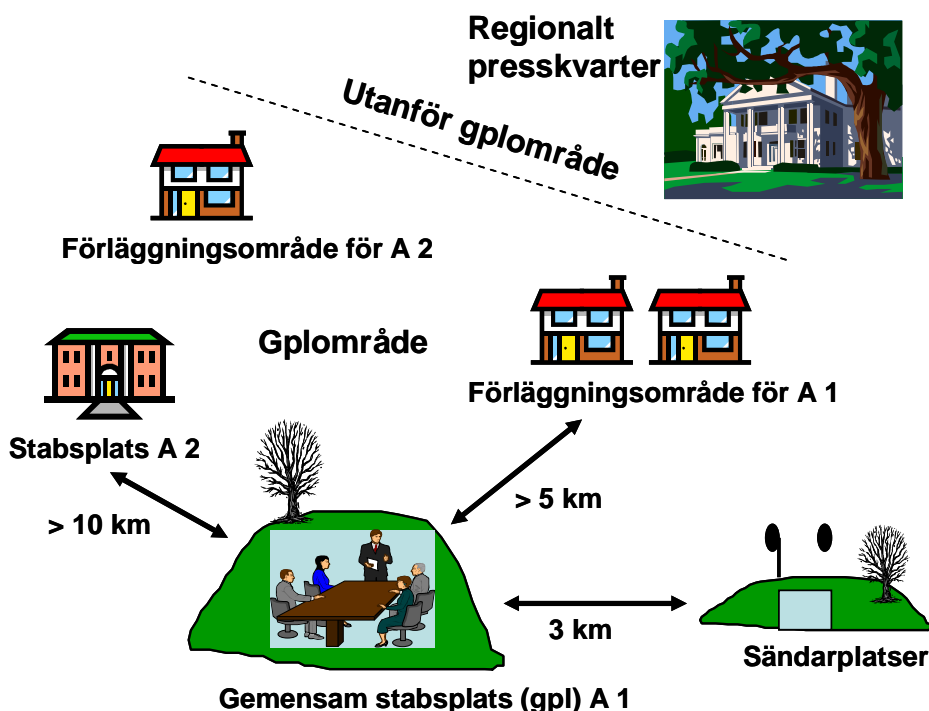 Regionalt
presskvarter
Utanför gplområde
Förläggningsområde för A 2
Gplområde
Förläggningsområde för A 1
Stabsplats A 2
> 10 km
> 5 km
3 km
Sändarplatser
Gemensam stabsplats (gpl) A 1